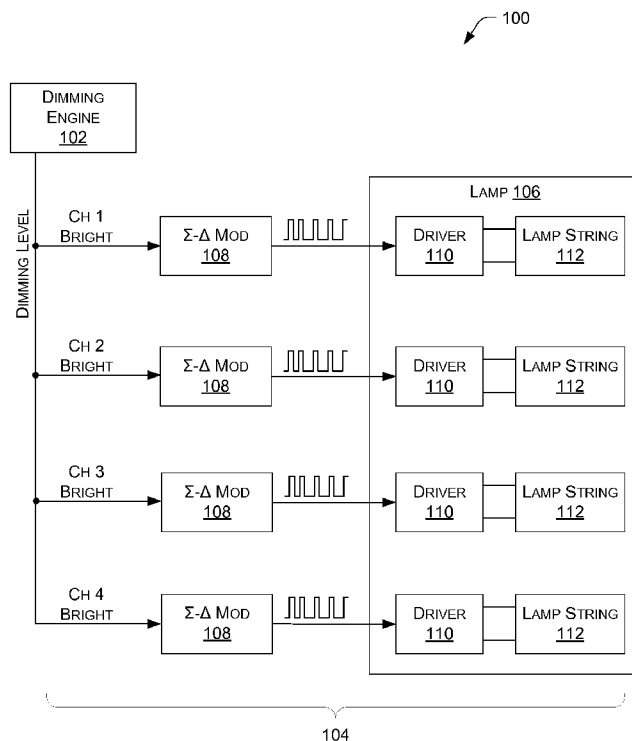 100
DIMMING
ENGINE
102
DIMMING LEVEL
LAMP 106
CH 1
BRIGHT
Σ-Δ MOD
108
DRIVER
110
LAMP STRING
112
CH 2
BRIGHT
Σ-Δ MOD
108
DRIVER
110
LAMP STRING
112
CH 3
BRIGHT
Σ-Δ MOD
108
DRIVER
110
LAMP STRING
112
CH 4
BRIGHT
Σ-Δ MOD
108
DRIVER
110
LAMP STRING
112
104